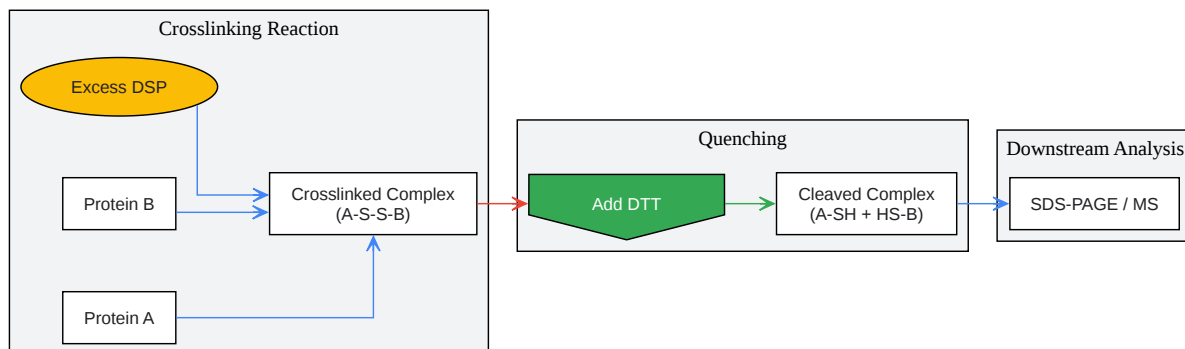 Crosslinking Reaction
Excess DSP
Protein B
Protein A
Crosslinked Complex
(A-S-S-B)
Quenching
Add DTT
Cleaved Complex
(A-SH + HS-B)
Downstream Analysis
SDS-PAGE / MS